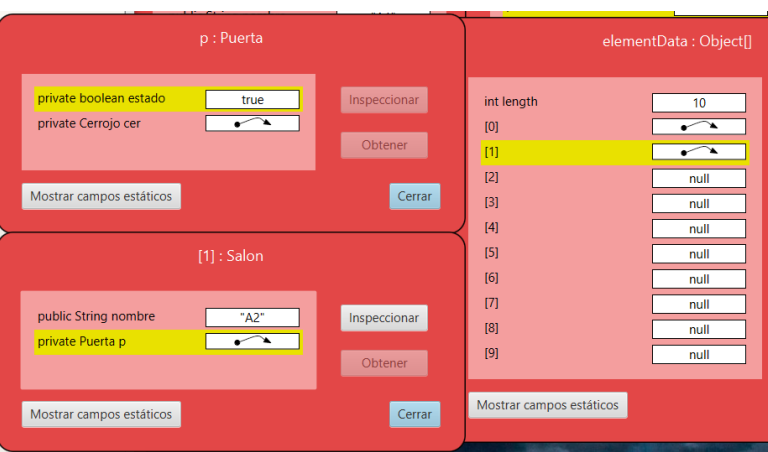 p : Puerta
private boolean estado true
private Cerrojo cer
Inspeccionar
Obtener
Mostrar campos estáticos
Cerrar
[1] : Salon
public String nombre "A2"
private Puerta p
Inspeccionar
Obtener
Mostrar campos estáticos
Cerrar
elementData : Object[]
int length 10
[0]
[1]
[2] null
[3] null
[4] null
[5] null
[6] null
[7] null
[8] null
[9] null
Mostrar campos estáticos